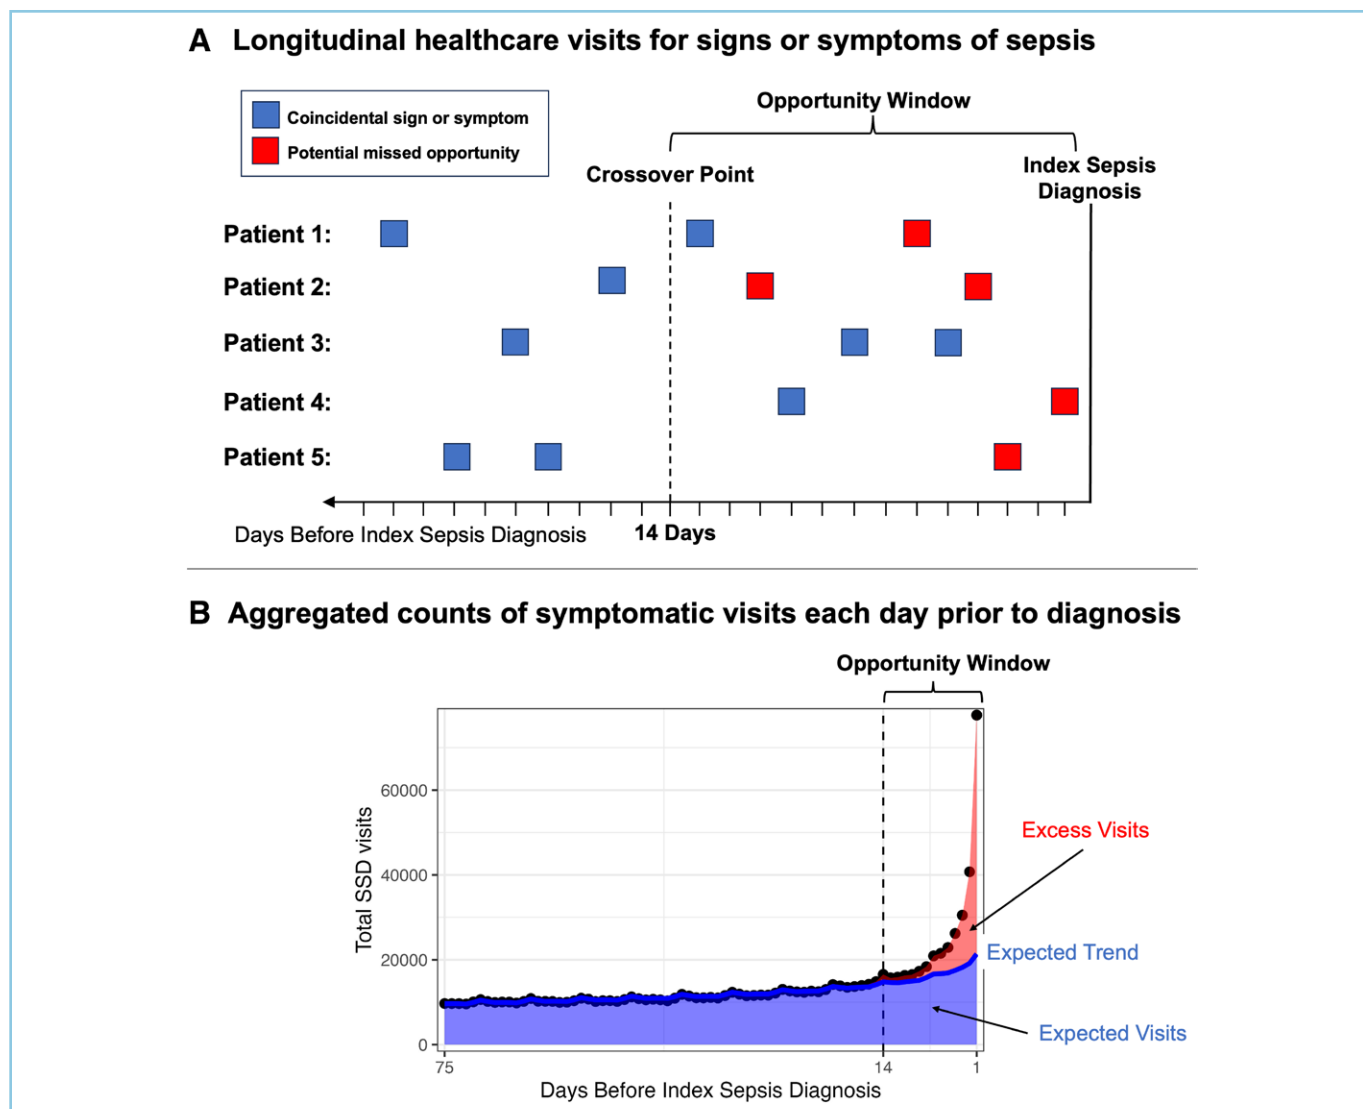 A Longitudinal healthcare visits for signs or symptoms of sepsis
Coincidental sign or symptom
Potential missed opportunity
Opportunity Window
Crossover Point
Index Sepsis
Diagnosis
Patient 1:
Patient 2:
Patient 3:
Patient 4:
Patient 5:
Days Before Index Sepsis Diagnosis
14 Days
B Aggregated counts of symptomatic visits each day prior to diagnosis
Opportunity Window
Total SSD visits
60000
40000
20000
0
Excess Visits
Expected Trend
Expected Visits
75
14
1
Days Before Index Sepsis Diagnosis